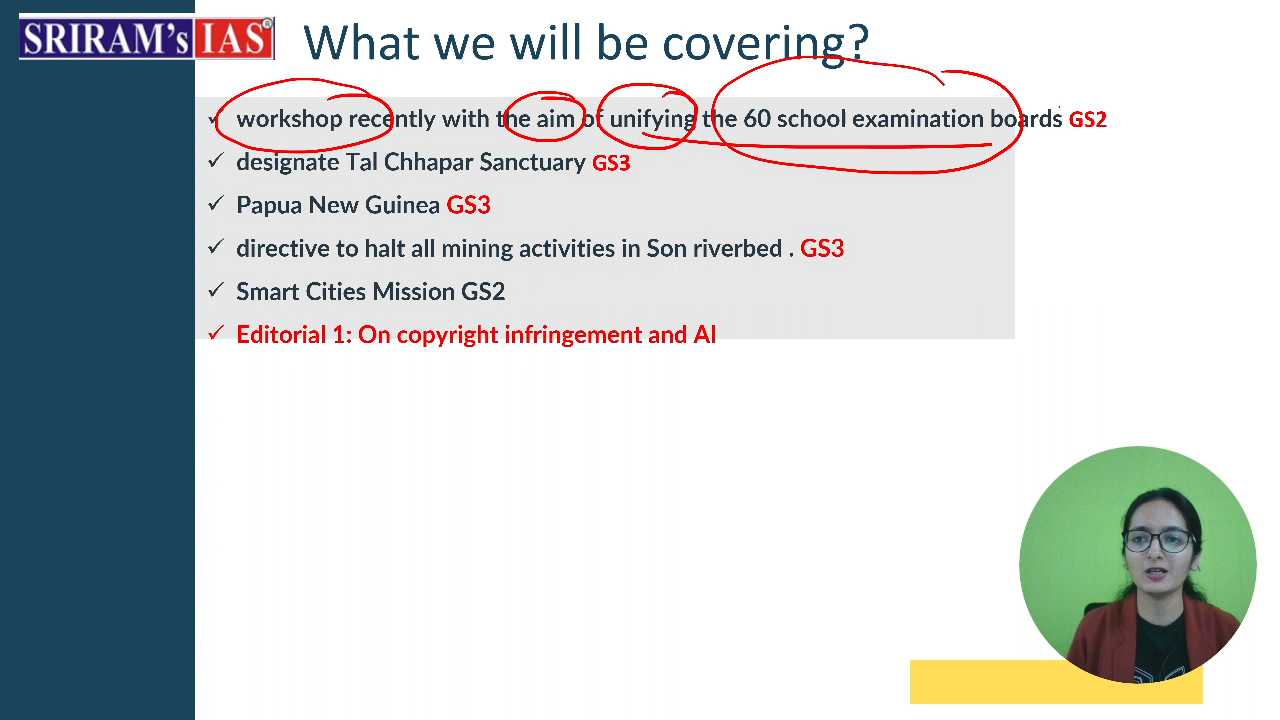 SRIRAM's IAS ®
What we will be covering?
✓ workshop recently with the aim of unifying the 60 school examination boards GS2
✓ designate Tal Chhapar Sanctuary GS3
✓ Papua New Guinea GS3
✓ directive to halt all mining activities in Son riverbed . GS3
✓ Smart Cities Mission GS2
✓ Editorial 1: On copyright infringement and AI